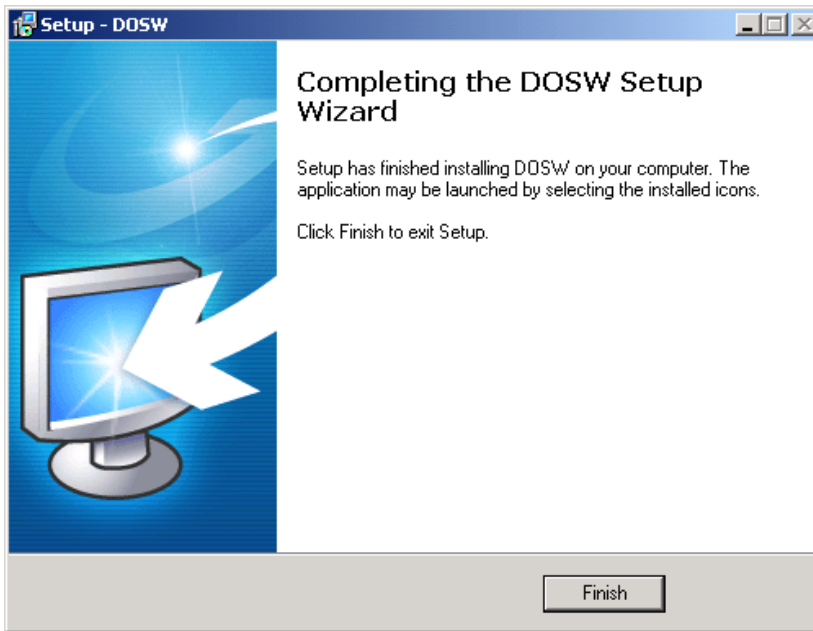 Setup - DOSW
Completing the DOSW Setup
Wizard
Setup has finished installing DOSW on your computer. The
application may be launched by selecting the installed icons.
Click Finish to exit Setup.
Finish